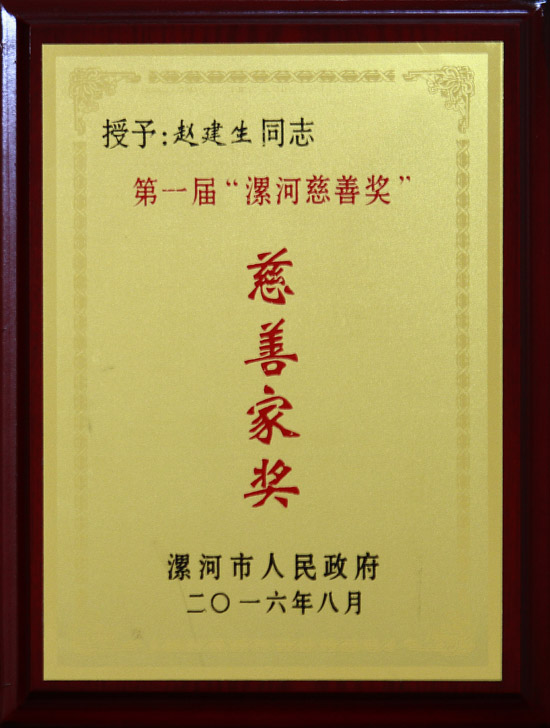 授予:赵建生同志
第一届“漯河慈善奖”
慈善家奖
漯河市人民政府
二〇一六年八月